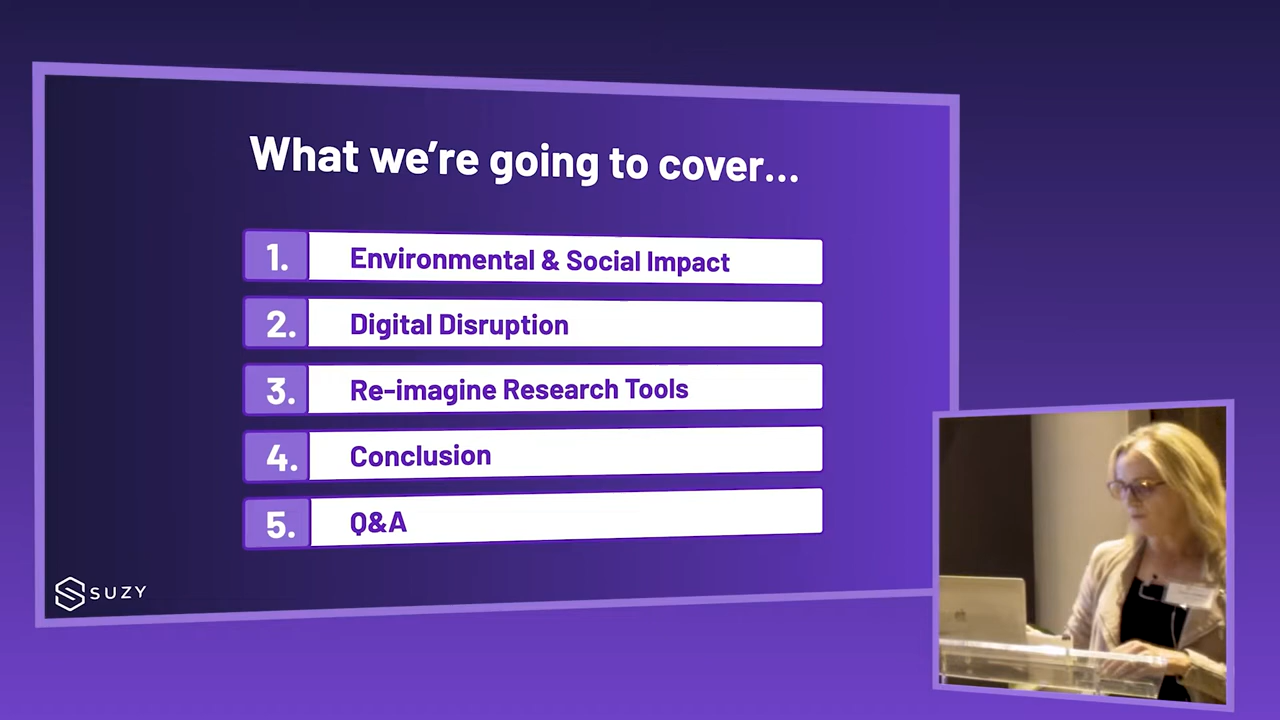 What we're going to cover...
1. Environmental & Social Impact
2. Digital Disruption
3. Re-imagine Research Tools
4. Conclusion
5. Q&A
SUZY